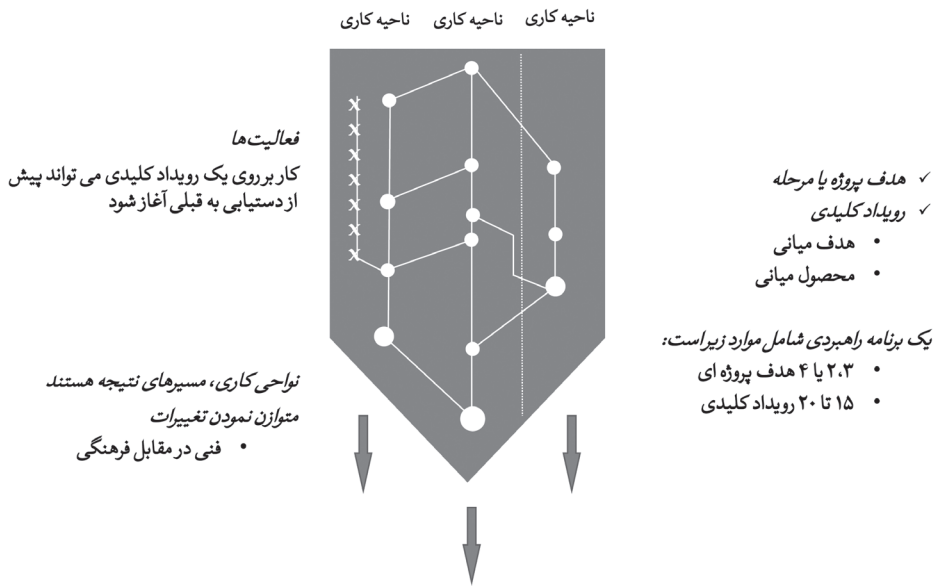 ناحیه کاری ناحیه کاری ناحیه کاری
✓ هدف پروژه یا مرحله
✓ رویداد کلیدی
• هدف میانی
• محصول میانی
یک برنامه راهبردی شامل موارد زیر است:
• ۲،۳ یا ۴ هدف پروژه ای
• ۱۵ تا ۲۰ رویداد کلیدی
x
x
x
x
x
x
x
فعالیت‌ها
کار بر روی یک رویداد کلیدی می تواند پیش
از دستیابی به قبلی آغاز شود
نواحی کاری، مسیرهای نتیجه هستند
متوازن نمودن تغییرات
• فنی در مقابل فرهنگی